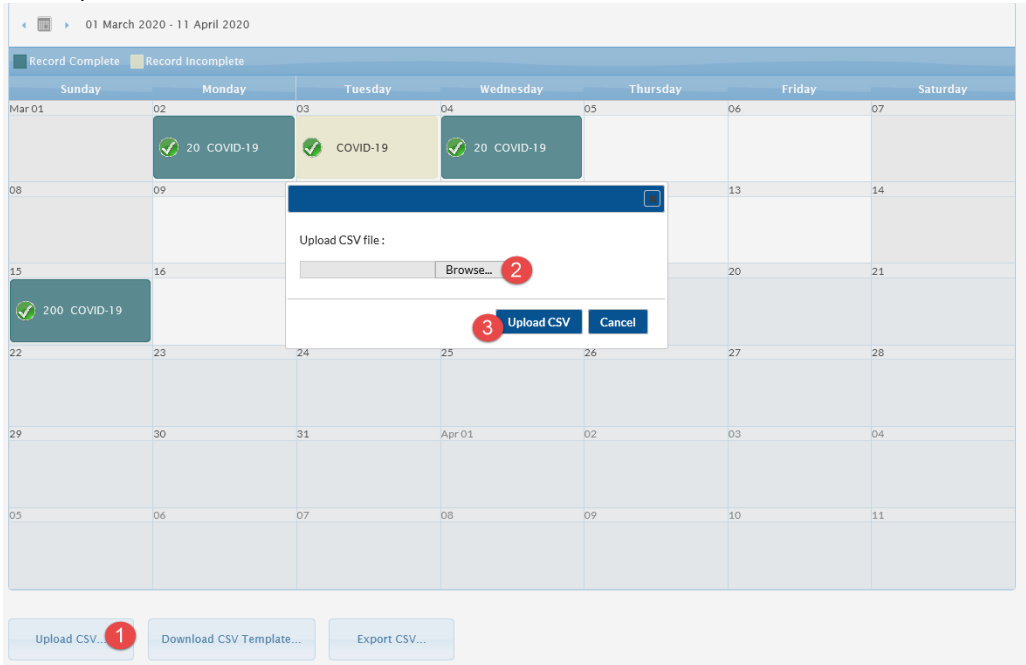 01 March 2020 - 11 April 2020
Record Complete Record Incomplete
Sunday Monday Tuesday Wednesday Thursday Friday Saturday
Mar 01 02 03 04 05 06 07
20 COVID-19 COVID-19 20 COVID-19
08 09 13 14
Upload CSV file :
Browse... 2
15 16 20 21
200 COVID-19
3 Upload CSV Cancel
22 23 24 25 26 27 28
29 30 31 Apr 01 02 03 04
05 06 07 08 09 10 11
Upload CSV... 1 Download CSV Template... Export CSV...